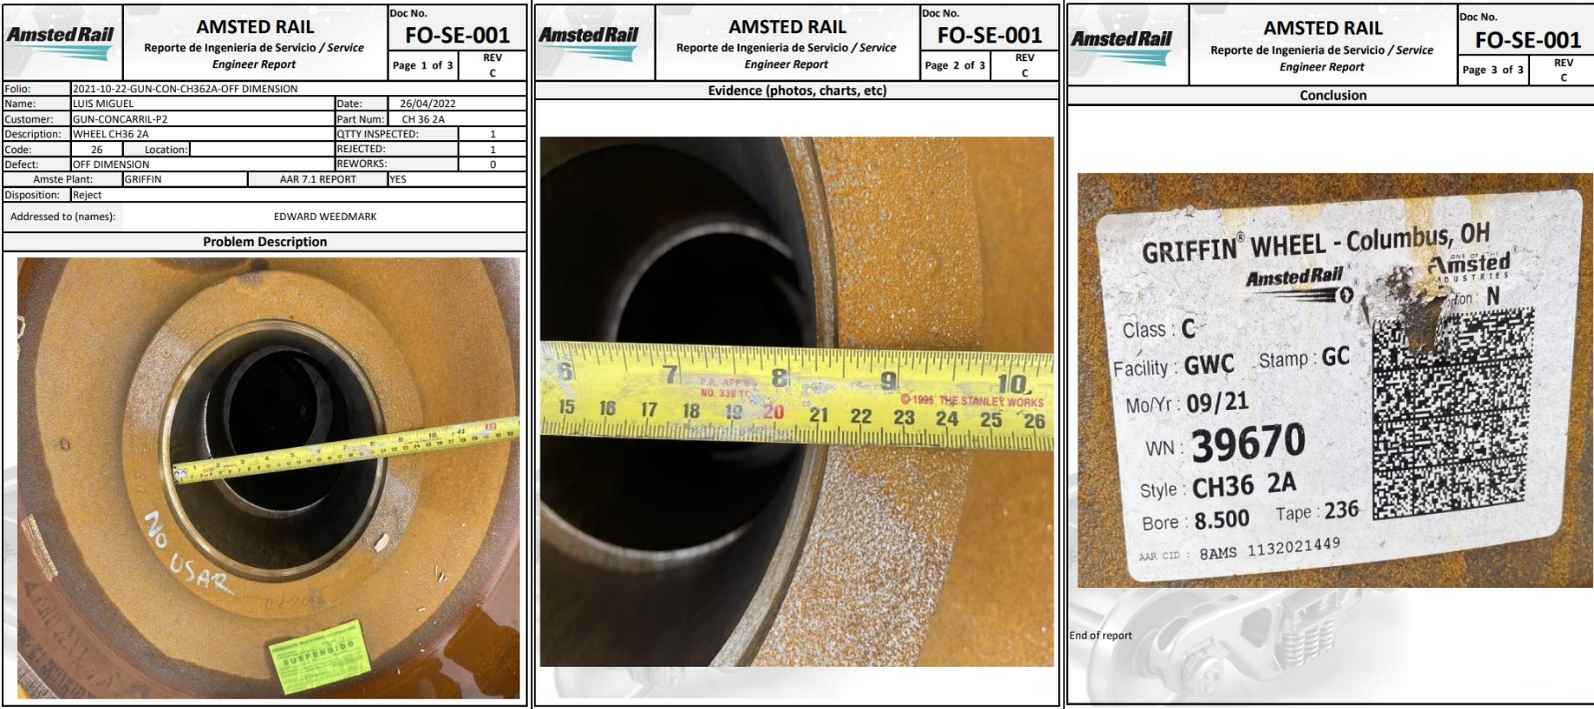 AmstedRail
AMSTED RAIL
Reporte de Ingenieria de Servicio / Service
Engineer Report
Doc No.
FO-SE-001
Page 1 of 3
REV
C
Folio: 2021-10-22-GUN-CON-CH362A-OFF DIMENSION
Name: LUIS MIGUEL Date: 26/04/2022
Customer: GUN-CONCARRIL-P2 Part Num: CH 36 2A
Description: WHEEL CH36 2A QTTY INSPECTED: 1
Code: 26 Location: REJECTED: 1
Defect: OFF DIMENSION REWORKS: 0
Amste Plant: GRIFFIN AAR 7.1 REPORT YES
Disposition: Reject
Addressed to (names): EDWARD WEEDMARK
Problem Description
NO USAR
SUSPENDIDO
AmstedRail
AMSTED RAIL
Reporte de Ingenieria de Servicio / Service
Engineer Report
Doc No.
FO-SE-001
Page 2 of 3
REV
C
Evidence (photos, charts, etc)
6 7 8 9 10
© 1995 THE STANLEY WORKS
15 16 17 18 19 20 21 22 23 24 25 26
AmstedRail
AMSTED RAIL
Reporte de Ingenieria de Servicio / Service
Engineer Report
Doc No.
FO-SE-001
Page 3 of 3
REV
C
Conclusion
GRIFFIN® WHEEL - Columbus, OH
AmstedRail
Amsted
INDUSTRIES
N
Class : C
Facility : GWC Stamp : GC
Mo/Yr : 09/21
WN : 39670
Style : CH36 2A
Bore : 8.500 Tape : 236
AAR CID : 8AMS 1132021449
End of report